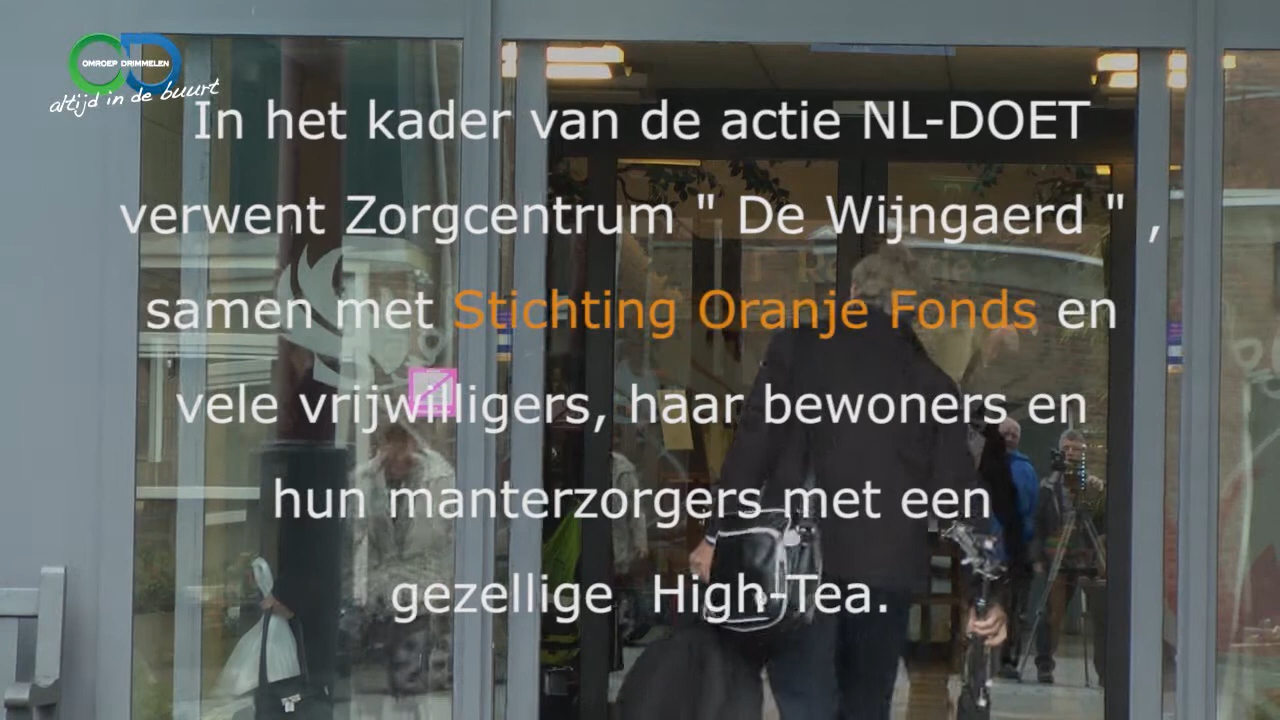 OMROEP DRIMMELEN
altijd in de buurt
In het kader van de actie NL-DOET
verwent Zorgcentrum " De Wijngaerd " ,
samen met Stichting Oranje Fonds en
vele vrijwilligers, haar bewoners en
hun manterzorgers met een
gezellige High-Tea.